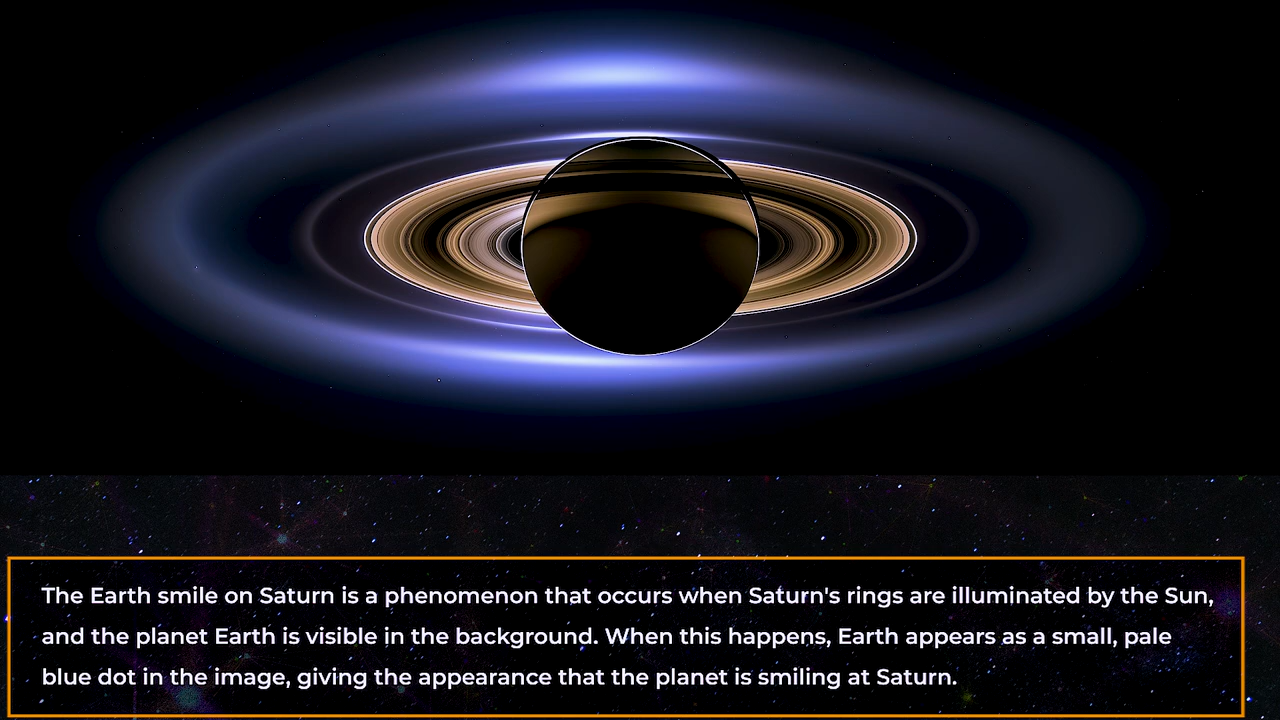 The Earth smile on Saturn is a phenomenon that occurs when Saturn's rings are illuminated by the Sun,
and the planet Earth is visible in the background. When this happens, Earth appears as a small, pale
blue dot in the image, giving the appearance that the planet is smiling at Saturn.